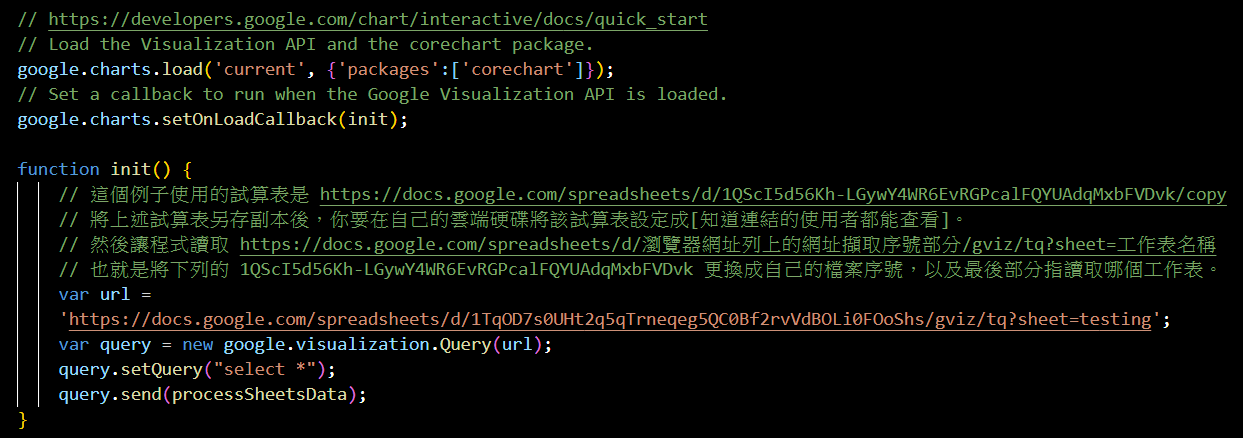 // https://developers.google.com/chart/interactive/docs/quick_start
// Load the Visualization API and the corechart package.
google.charts.load('current', {'packages':['corechart']});
// Set a callback to run when the Google Visualization API is loaded.
google.charts.setOnLoadCallback(init);
function init() {
// 這個例子使用的試算表是 https://docs.google.com/spreadsheets/d/1QScI5d56Kh-LGywY4WR6EvRGPcalFQYUAdqMxbFVDvk/copy
// 將上述試算表另存副本後，你要在自己的雲端硬碟將該試算表設定成[知道連結的使用者都能查看]。
// 然後讓程式讀取 https://docs.google.com/spreadsheets/d/瀏覽器網址列上的網址擷取序號部分/gviz/tq?sheet=工作表名稱
// 也就是將下列的 1QScI5d56Kh-LGywY4WR6EvRGPcalFQYUAdqMxbFVDvk 更換成自己的檔案序號，以及最後部分指讀取哪個工作表。
var url =
'https://docs.google.com/spreadsheets/d/1TqOD7s0UHt2q5qTrneqeg5QC0Bf2rvVdBOLi0FOoShs/gviz/tq?sheet=testing';
var query = new google.visualization.Query(url);
query.setQuery("select *");
query.send(processSheetsData);
}